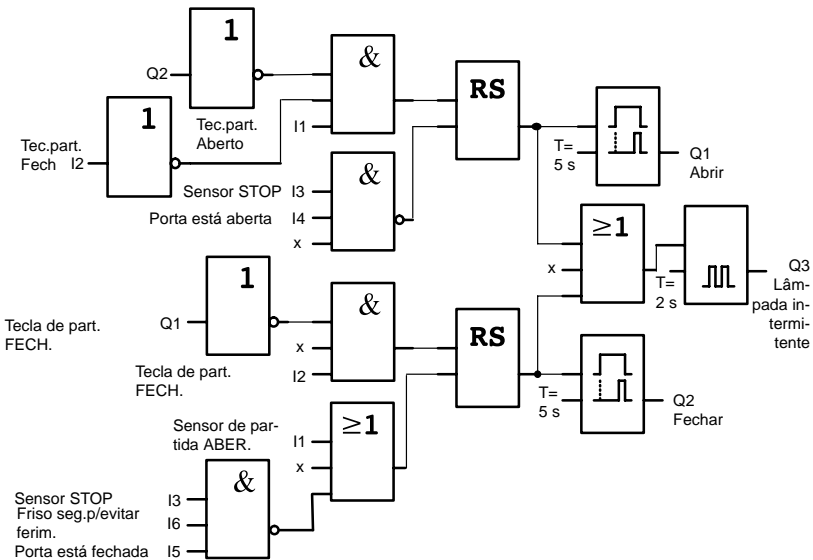 1
&
Q2
RS
1
Tec.part.
Aberto
I1
Tec.part.
Fech I2
T=
5 s
Q1
Abrir
&
Sensor STOP I3
Porta está aberta I4
x
≥1
x
T=
2 s
Q3
Lâm-
pada in-
termi-
tente
1
&
Tecla de part.
FECH.
Q1
x
I2
RS
Tecla de part.
FECH.
T=
5 s
Q2
Fechar
Sensor de par-
tida ABER.
≥1
I1
x
&
Sensor STOP I3
Friso seg.p/evitar
ferim.
I6
Porta está fechada I5